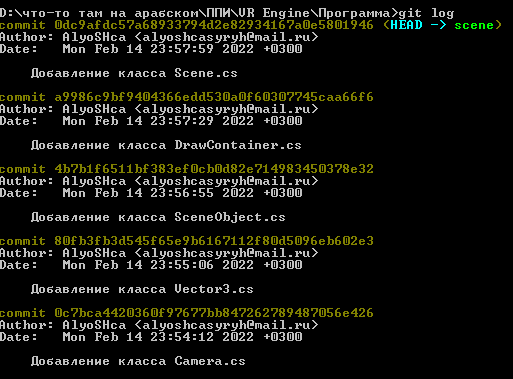 D:\что-то там на арабском\ППИ\VR Engine\Программа>git log
commit 0dc9afdc57a68933794d2e82934167a0e5801946 (HEAD -> scene)
Author: AlyoSHca <alyoshcasyryh@mail.ru>
Date:   Mon Feb 14 23:57:59 2022 +0300
Добавление класса Scene.cs
commit a9986c9bf9404366edd530a0f60307745caa66f6
Author: AlyoSHca <alyoshcasyryh@mail.ru>
Date:   Mon Feb 14 23:57:29 2022 +0300
Добавление класса DrawContainer.cs
commit 4b7b1f6511bf383ef0cb0d82e714983450378e32
Author: AlyoSHca <alyoshcasyryh@mail.ru>
Date:   Mon Feb 14 23:56:55 2022 +0300
Добавление класса SceneObject.cs
commit 80fb3fb3d545f65e9b6167112f80d5096eb602e3
Author: AlyoSHca <alyoshcasyryh@mail.ru>
Date:   Mon Feb 14 23:55:06 2022 +0300
Добавление класса Vector3.cs
commit 0c7bca4420360f97677bb847262789487056e426
Author: AlyoSHca <alyoshcasyryh@mail.ru>
Date:   Mon Feb 14 23:54:12 2022 +0300
Добавление класса Camera.cs